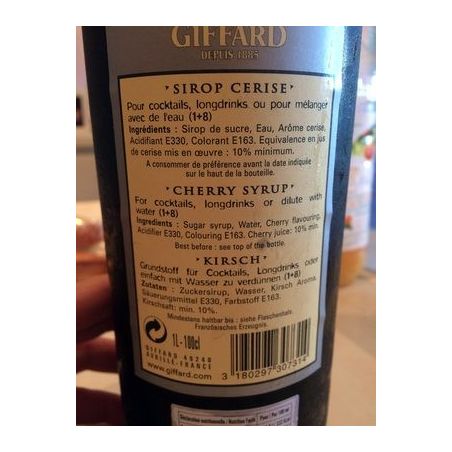 GIFFARD
DEPUIS 1885
• SIROP CERISE •
Pour cocktails, longdrinks ou pour mélanger
avec de l'eau (1+8)
Ingrédients : Sirop de sucre, Eau, Arôme cerise,
Acidifiant E330, Colorant E163. Equivalence en jus
de cerise mis en œuvre : 10% minimum.
A consommer de préférence avant la date indiquée
sur le haut de la bouteille.
• CHERRY SYRUP •
For cocktails, longdrinks or dilute with
water (1+8)
Ingredients : Sugar syrup, Water, Cherry flavouring,
Acidifier E330, Colouring E163. Cherry juice: 10% min.
Best before : see top of the bottle.
• KIRSCH •
Grundstoff für Cocktails, Longdrinks oder
einfach mit Wasser zu verdünnen (1+8)
Zutaten : Zuckersirup, Wasser, Kirsch Aroma,
Säuerungsmittel E330, Farbstoff E163.
Kirschsaft: min. 10%.
Mindestens haltbar bis : siehe Flaschenhals.
Französisches Erzeugnis.
1L-100cl
GIFFARD 49240
AVRILLE-FRANCE
www.giffard.com
3 180297 307314